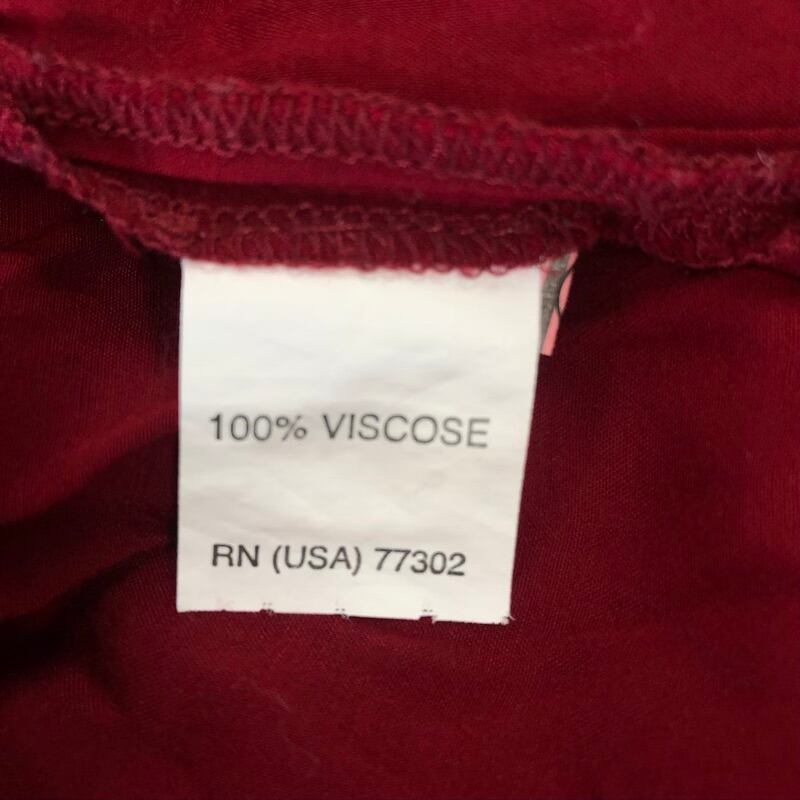 100% VISCOSE
RN (USA) 77302